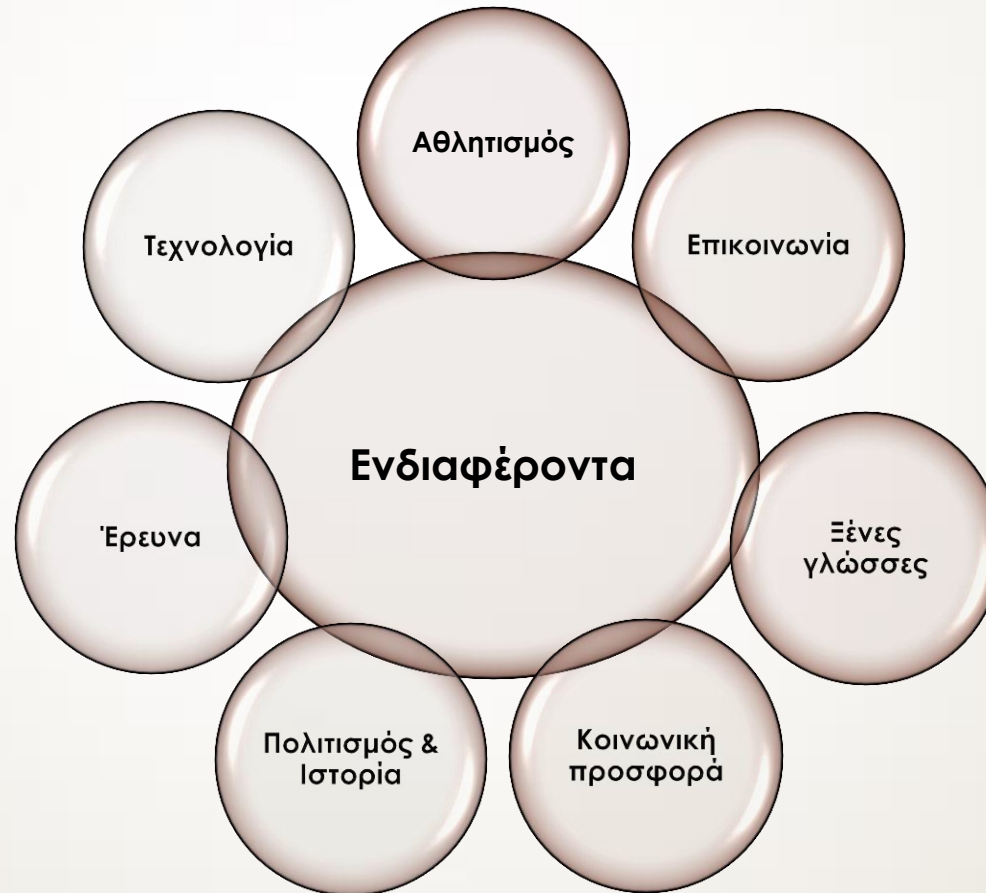 Αθλητισμός
Τεχνολογία
Επικοινωνία
Ενδιαφέροντα
Έρευνα
Ξένες
γλώσσες
Πολιτισμός &
Ιστορία
Κοινωνική
προσφορά